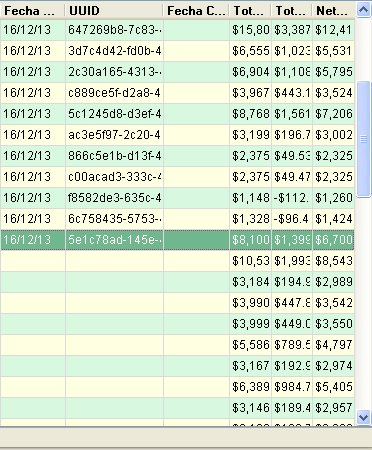 Fecha ... UUID Fecha C... Tot... Tot... Net...
16/12/13 647269b8-7c83-4 $15,80 $3,387 $12,41
16/12/13 3d7c4d42-fd0b-4 $6,555 $1,023 $5,531
16/12/13 2c30a165-4313- $6,904 $1,108 $5,795
16/12/13 c889ce5f-d2a8-4 $3,967 $443.1 $3,524
16/12/13 5c1245d8-d3ef-4 $8,768 $1,561 $7,206
16/12/13 ac3e5f97-2c20-4 $3,199 $196.7 $3,002
16/12/13 866c5e1b-d13f-4 $2,375 $49.53 $2,325
16/12/13 c00acad3-333c-4 $2,375 $49.47 $2,325
16/12/13 f8582de3-635c-4 $1,148 -$112. $1,260
16/12/13 6c758435-5753- $1,328 -$96.4 $1,424
16/12/13 5e1c78ad-145e- $8,100 $1,399 $6,700
$10,53 $1,993 $8,543
$3,184 $194.9 $2,989
$3,990 $447.8 $3,542
$3,999 $449.0 $3,550
$5,586 $789.5 $4,797
$3,167 $192.9 $2,974
$6,389 $984.7 $5,405
$3,146 $189.4 $2,957